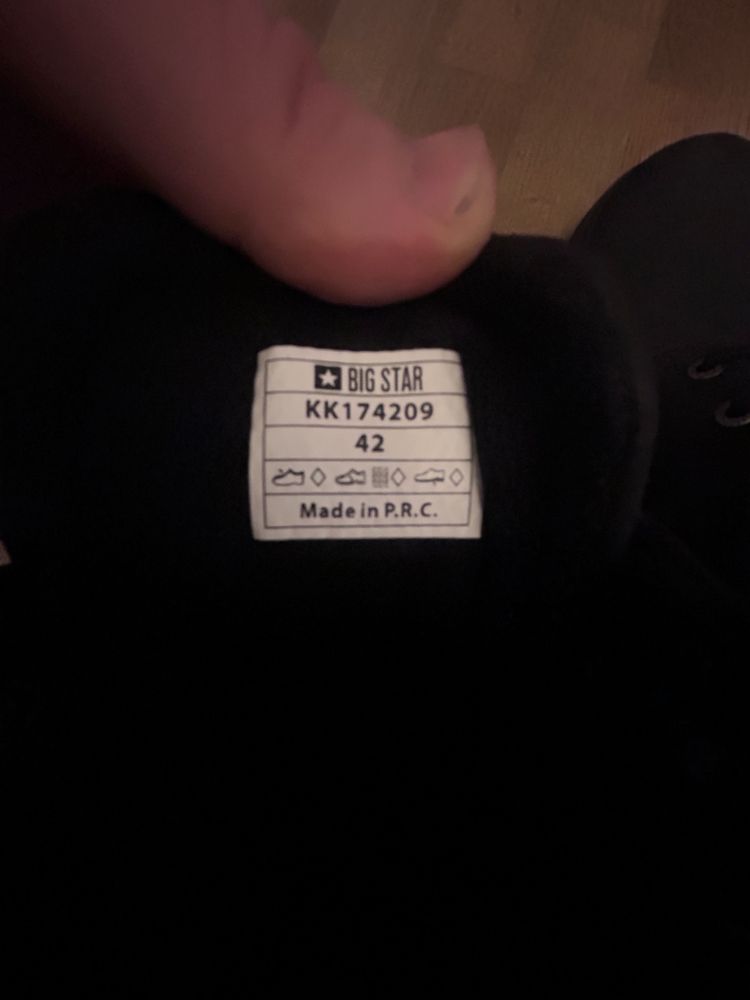 BIG STAR
KK174209
42
Made in P.R.C.